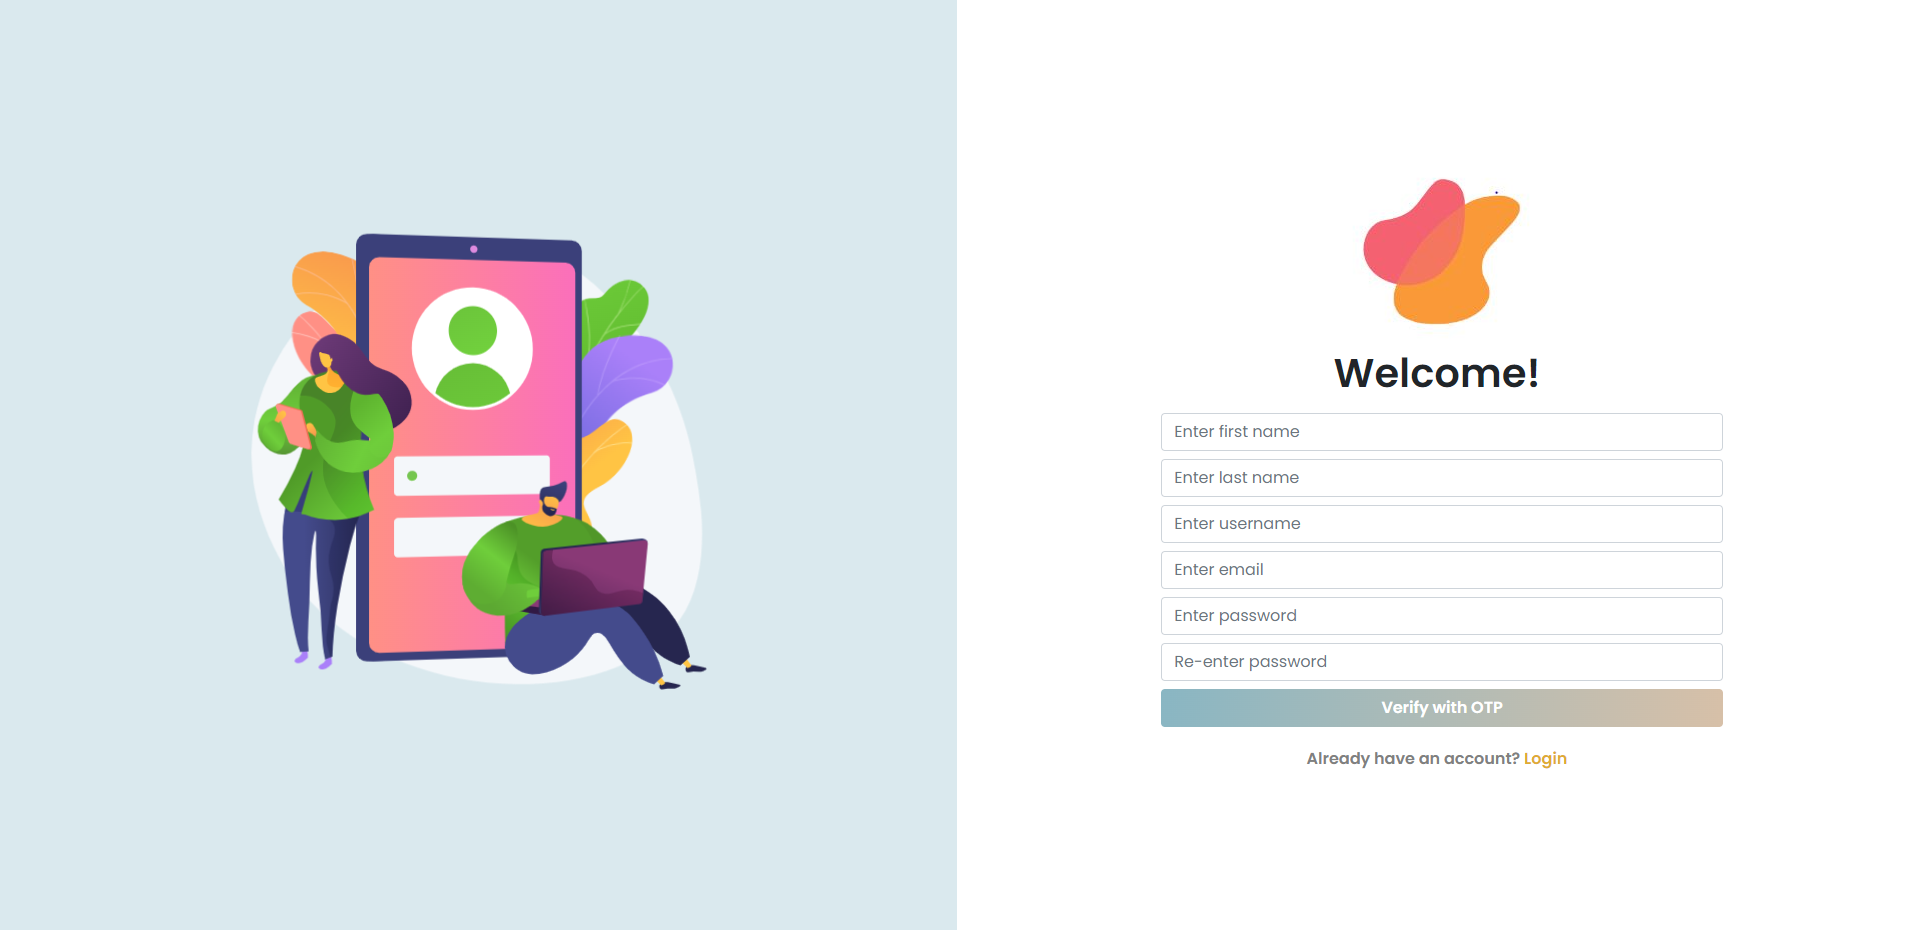 Welcome!
Enter first name
Enter last name
Enter username
Enter email
Enter password
Re-enter password
Verify with OTP
Already have an account? Login